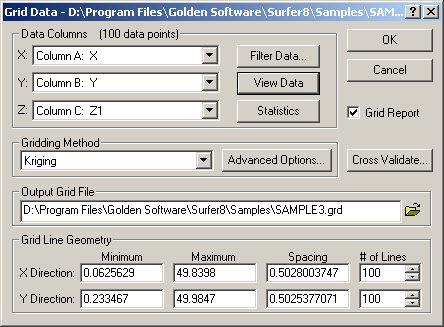 Grid Data - D:\Program Files\Golden Software\Surfer8\Samples\SAM...
Data Columns (100 data points)
X: Column A: X
Y: Column B: Y
Z: Column C: Z1
Filter Data...
View Data
Statistics
OK
Cancel
Grid Report
Gridding Method
Kriging
Advanced Options...
Cross Validate...
Output Grid File
D:\Program Files\Golden Software\Surfer8\Samples\SAMPLE3.grd
Grid Line Geometry
Minimum Maximum Spacing # of Lines
X Direction: 0.0625629 49.8398 0.5028003747 100
Y Direction: 0.233467 49.9847 0.5025377071 100